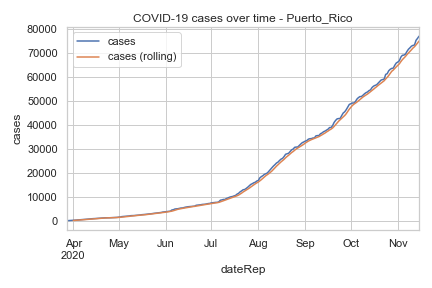 COVID-19 cases over time - Puerto_Rico
cases
cases (rolling)
80000
70000
60000
50000
40000
30000
20000
10000
0
cases
Apr May Jun Jul Aug Sep Oct Nov
2020
dateRep